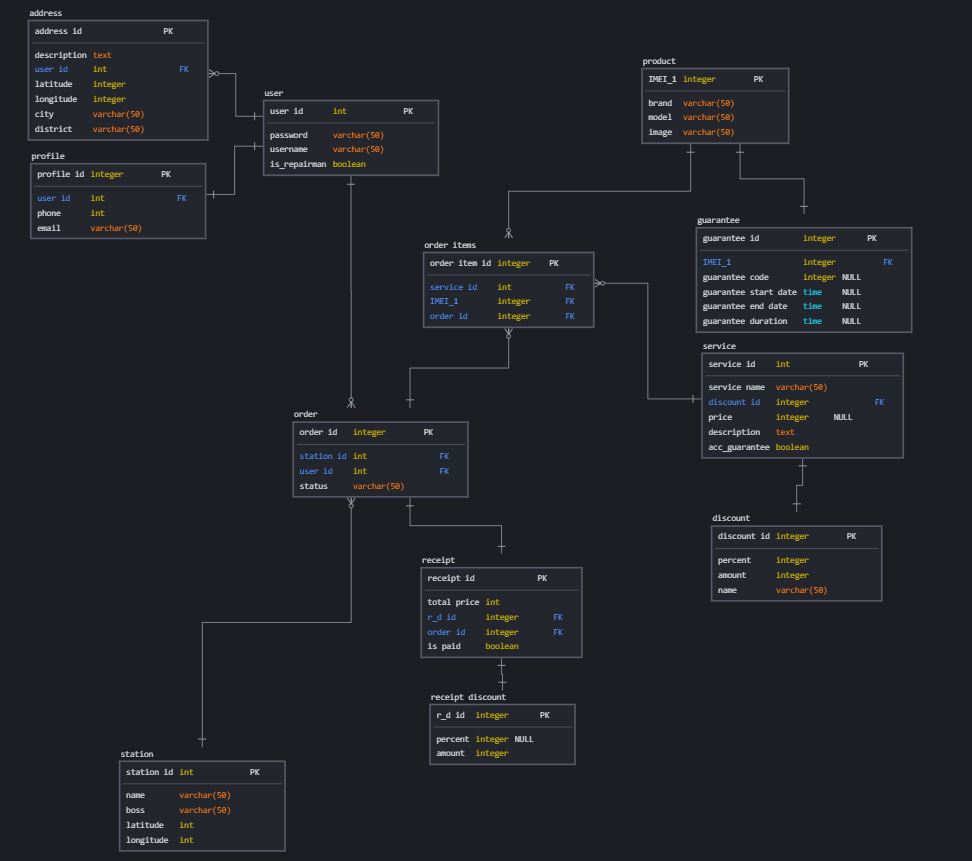 address
address id PK
description text
user id int FK
latitude integer
longitude integer
city varchar(50)
district varchar(50)
profile
profile id integer PK
user id int FK
phone int
email varchar(50)
user
user id int PK
password varchar(50)
username varchar(50)
is_repairman boolean
product
IMEI_1 integer PK
brand varchar(50)
model varchar(50)
image varchar(50)
guarantee
guarantee id integer PK
IMEI_1 integer FK
guarantee code integer NULL
guarantee start date time NULL
guarantee end date time NULL
guarantee duration time NULL
order items
order item id integer PK
service id int FK
IMEI_1 integer FK
order id integer FK
service
service id int PK
service name varchar(50)
discount id integer FK
price integer NULL
description text
acc_guarantee boolean
order
order id integer PK
station id int FK
user id int FK
status varchar(50)
discount
discount id integer PK
percent integer
amount integer
name varchar(50)
receipt
receipt id PK
total price int
r_d id integer FK
order id integer FK
is paid boolean
receipt discount
r_d id integer PK
percent integer NULL
amount integer
station
station id int PK
name varchar(50)
boss varchar(50)
latitude int
longitude int